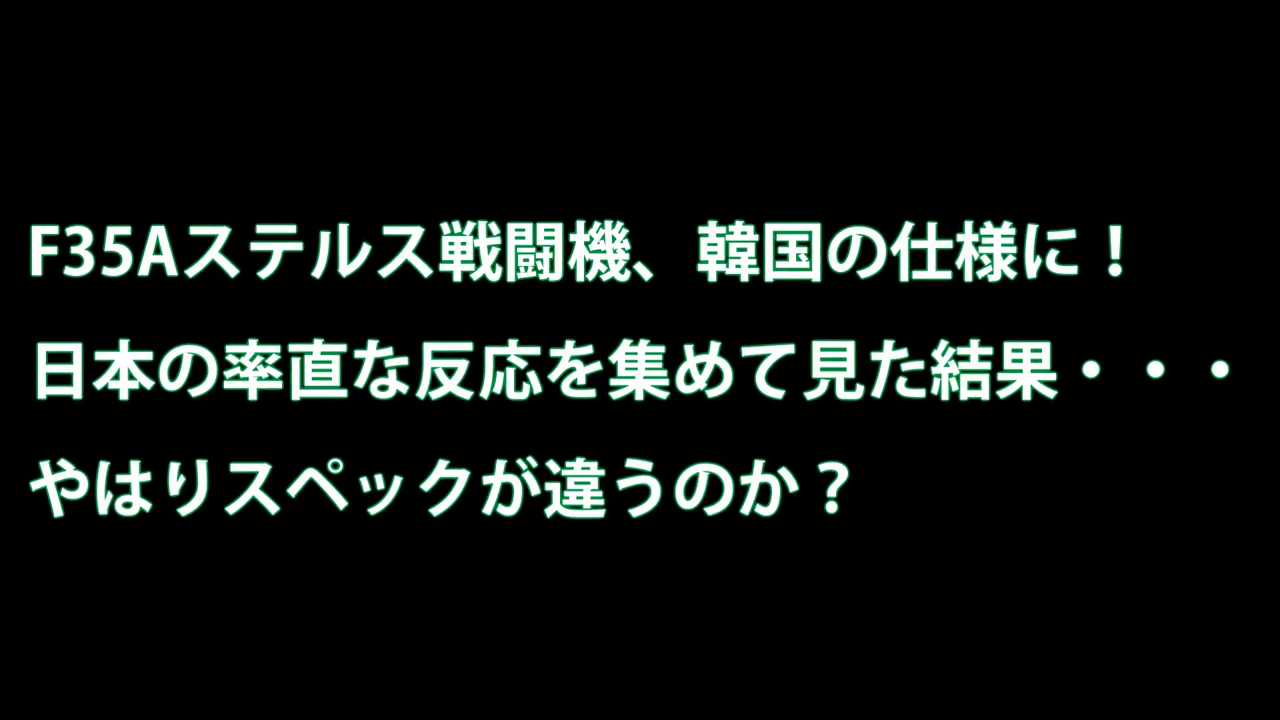 F35Aステルス戦闘機、韓国の仕様に！
日本の率直な反応を集めて見た結果・・・
やはりスペックが違うのか？